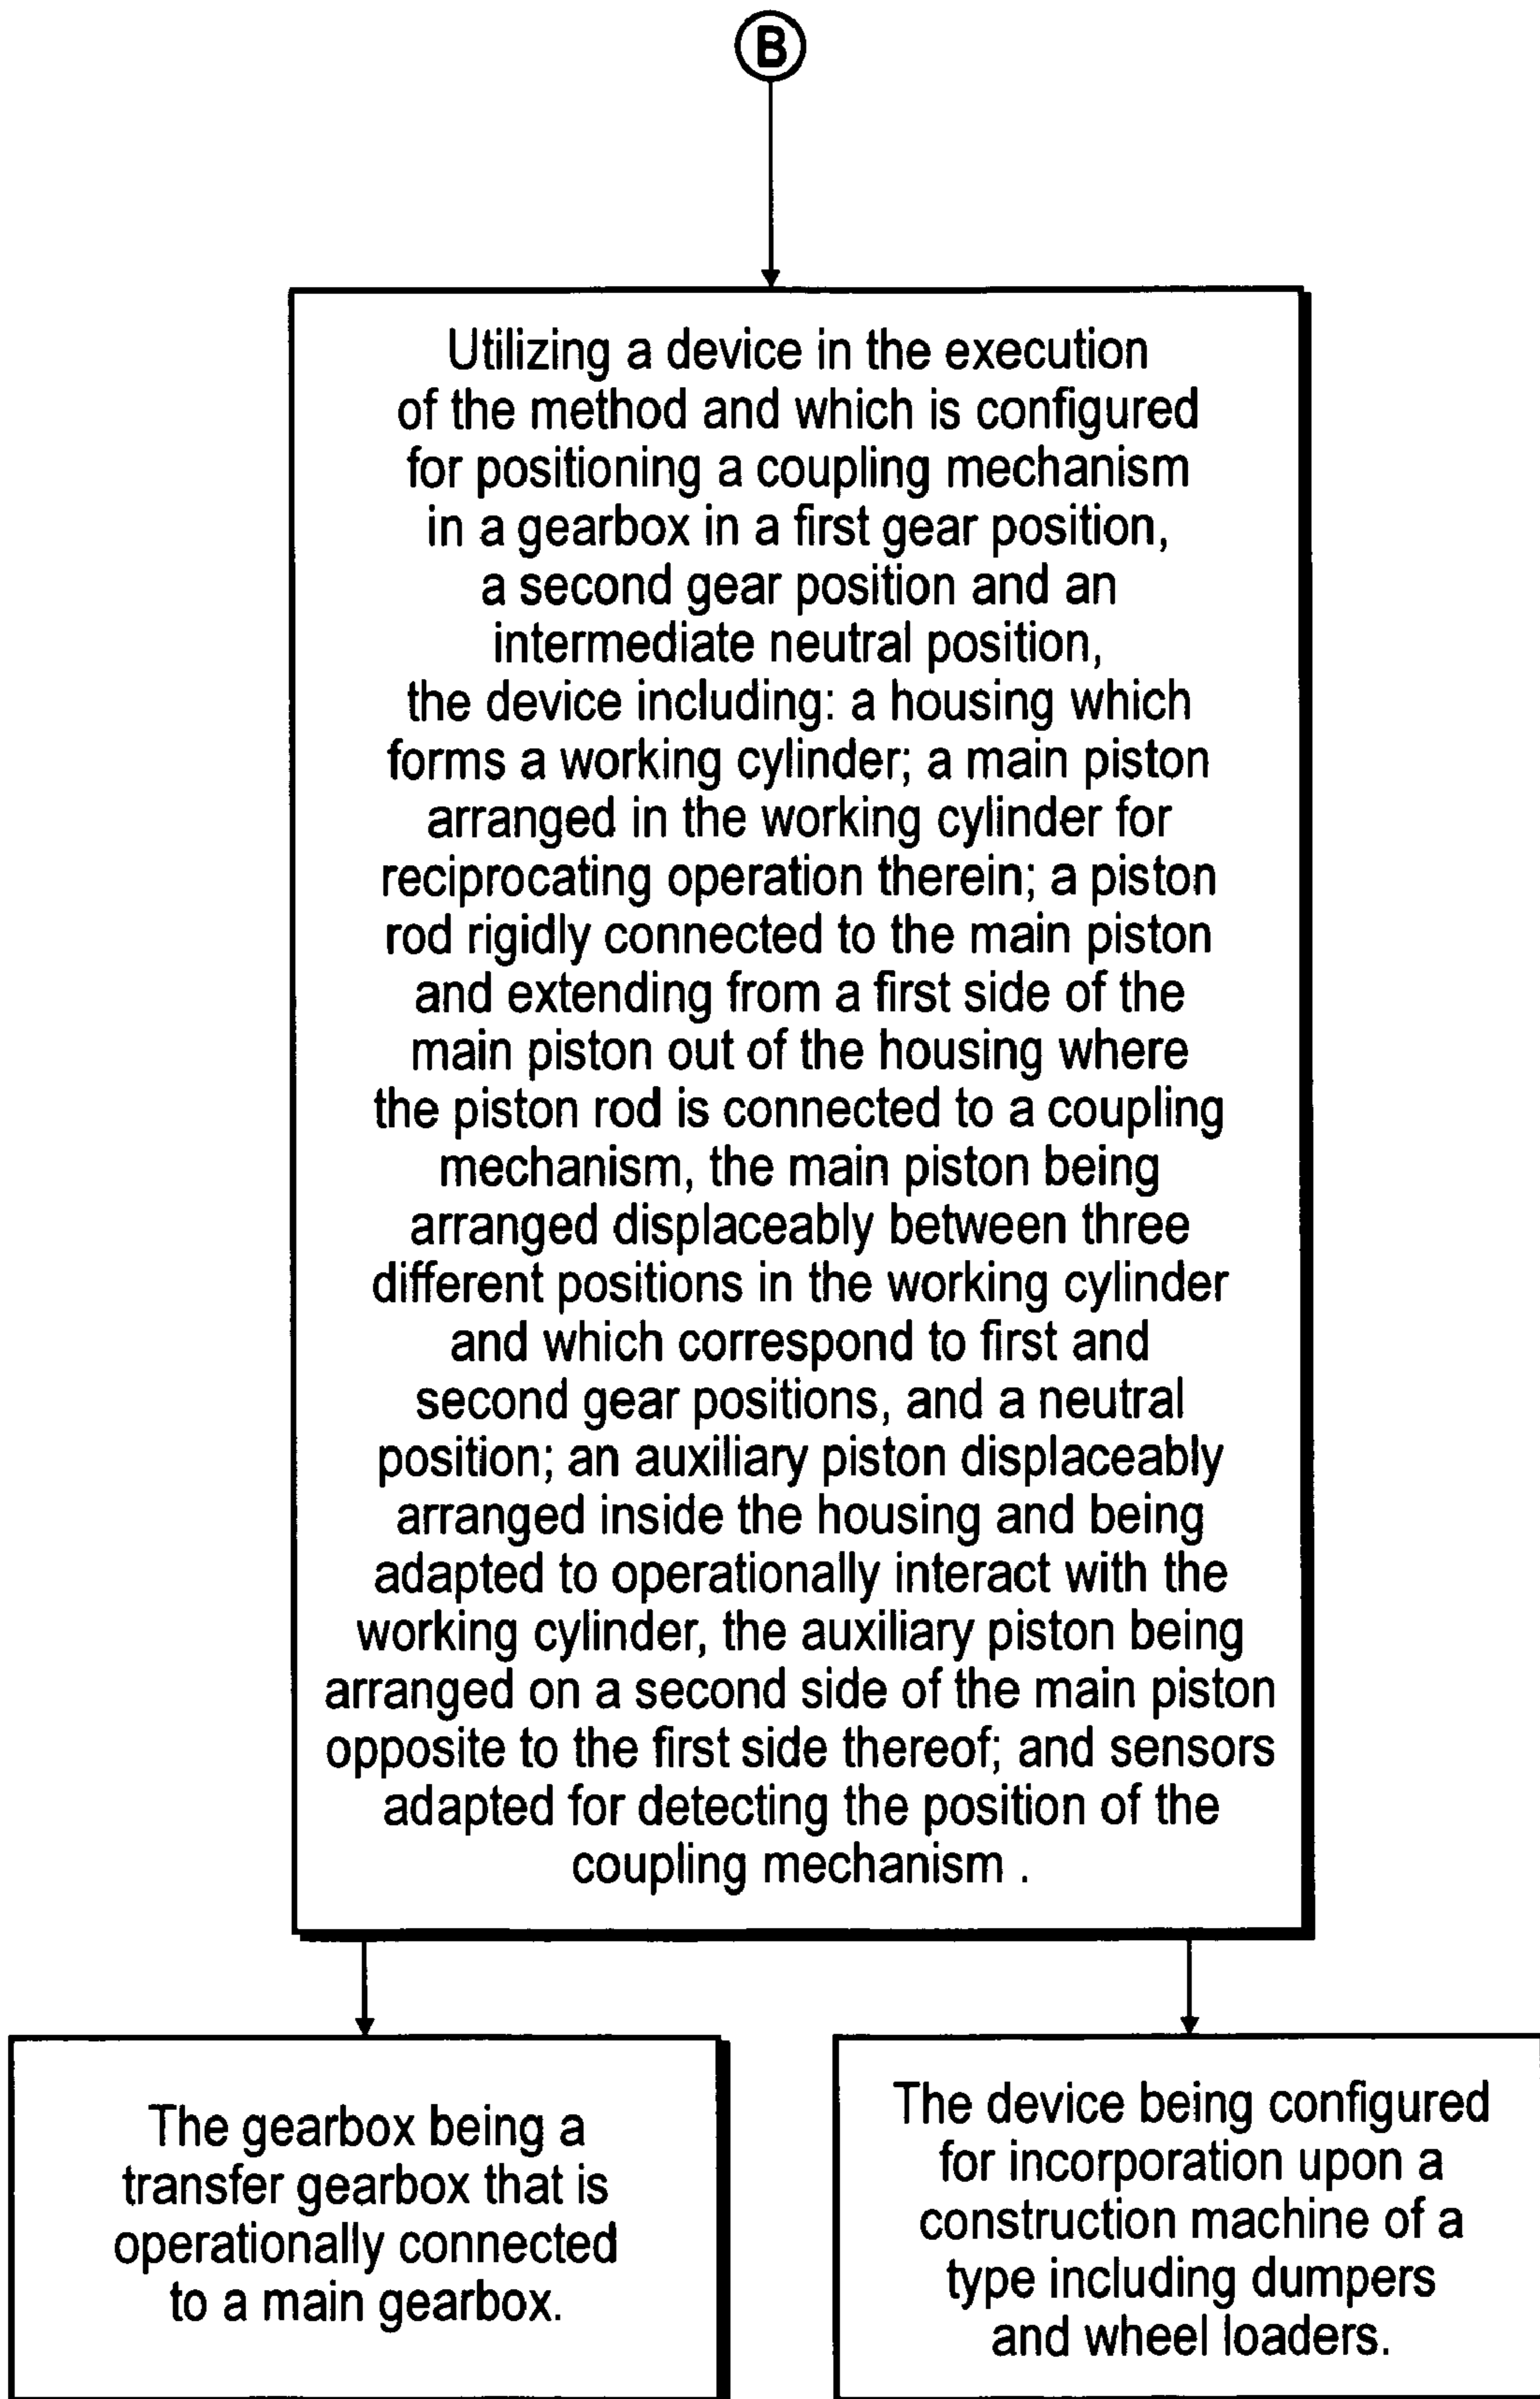 B
Utilizing a device in the execution
of the method and which is configured
for positioning a coupling mechanism
in a gearbox in a first gear position,
a second gear position and an
intermediate neutral position,
the device including: a housing which
forms a working cylinder; a main piston
arranged in the working cylinder for
reciprocating operation therein; a piston
rod rigidly connected to the main piston
and extending from a first side of the
main piston out of the housing where
the piston rod is connected to a coupling
mechanism, the main piston being
arranged displaceably between three
different positions in the working cylinder
and which correspond to first and
second gear positions, and a neutral
position; an auxiliary piston displaceably
arranged inside the housing and being
adapted to operationally interact with the
working cylinder, the auxiliary piston being
arranged on a second side of the main piston
opposite to the first side thereof; and sensors
adapted for detecting the position of the
coupling mechanism .
The gearbox being a
transfer gearbox that is
operationally connected
to a main gearbox.
The device being configured
for incorporation upon a
construction machine of a
type including dumpers
and wheel loaders.